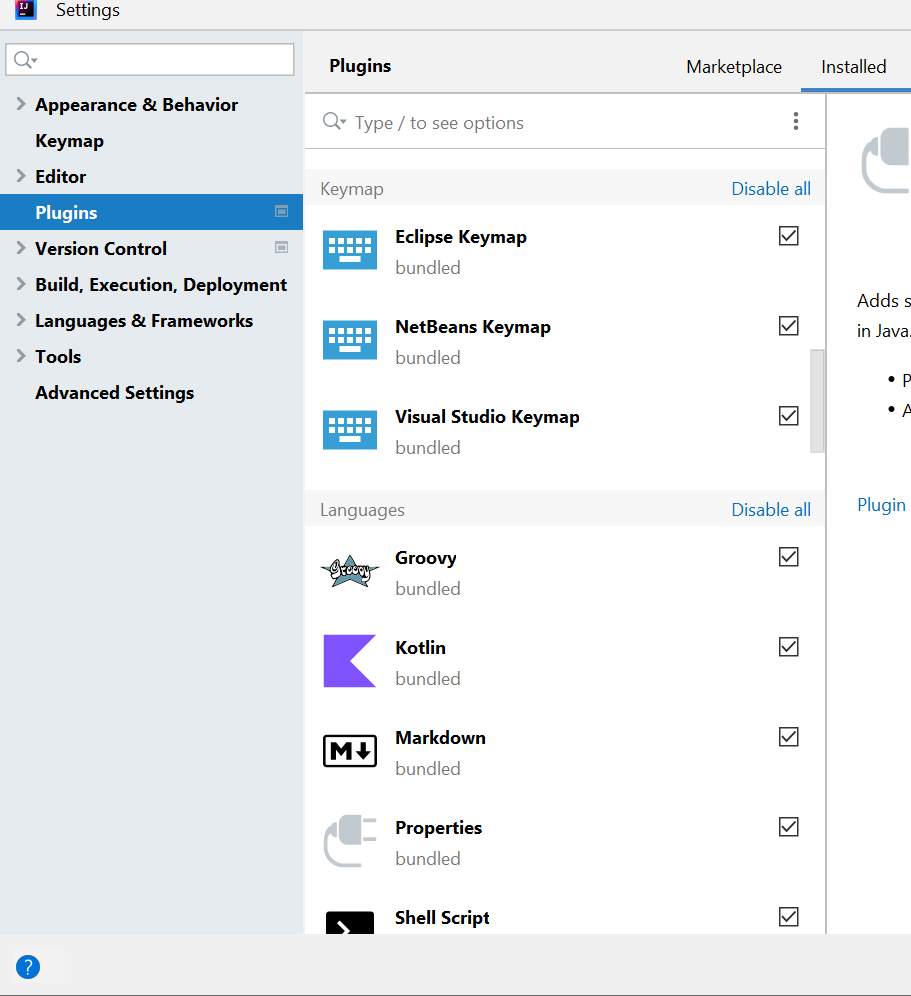 Settings
Appearance & Behavior
Keymap
Editor
Plugins
Version Control
Build, Execution, Deployment
Languages & Frameworks
Tools
Advanced Settings
Plugins
Marketplace
Installed
Type / to see options
Keymap
Disable all
Eclipse Keymap
bundled
NetBeans Keymap
bundled
Visual Studio Keymap
bundled
Languages
Disable all
Groovy
Groovy
bundled
Kotlin
bundled
M
Markdown
bundled
Properties
bundled
Shell Script
Adds s
in Java.
• P
• A
Plugin
IJ
?